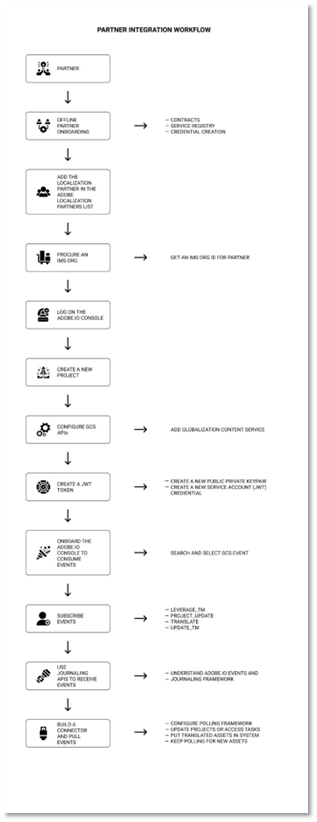 PARTNER INTEGRATION WORKFLOW
PARTNER
OFFLINE
PARTNER
ONBOARDING
→ CONTRACTS
→ SERVICE REGISTRY
→ CREDENTIAL CREATION
ADD THE
LOCALIZATION
PARTNER IN THE
ADOBE
LOCALIZATION
PARTNERS LIST
PROCURE AN
IMS ORG
GET AN IMS ORG ID FOR PARTNER
LOG ON THE
ADOBE.IO CONSOLE
CREATE A NEW
PROJECT
CONFIGURE GCS
APIs
ADD GLOBALIZATION CONTENT SERVICE
CREATE A JWT
TOKEN
→ CREATE A NEW PUBLIC PRIVATE KEYPAIR
→ CREATE A NEW SERVICE ACCOUNT (JWT)
CREDENTIAL
ONBOARD THE
ADOBE.IO
CONSOLE TO
CONSUME
EVENTS
SEARCH AND SELECT GCS EVENT
SUBSCRIBE
EVENTS
→ LEVERAGE_TM
→ PROJECT_UPDATE
→ TRANSLATE
→ UPDATE_TM
USE
JOURNALING
APIS TO RECEIVE
EVENTS
→ UNDERSTAND ADOBE.IO EVENTS AND
JOURNALING FRAMEWORK
BUILD A
CONNECTOR
AND PULL
EVENTS
→ CONFIGURE POLLING FRAMEWORK
→ UPDATE PROJECTS OR ACCESS TASKS
→ PUT TRANSLATED ASSETS IN SYSTEM
→ KEEP POLLING FOR NEW ASSETS